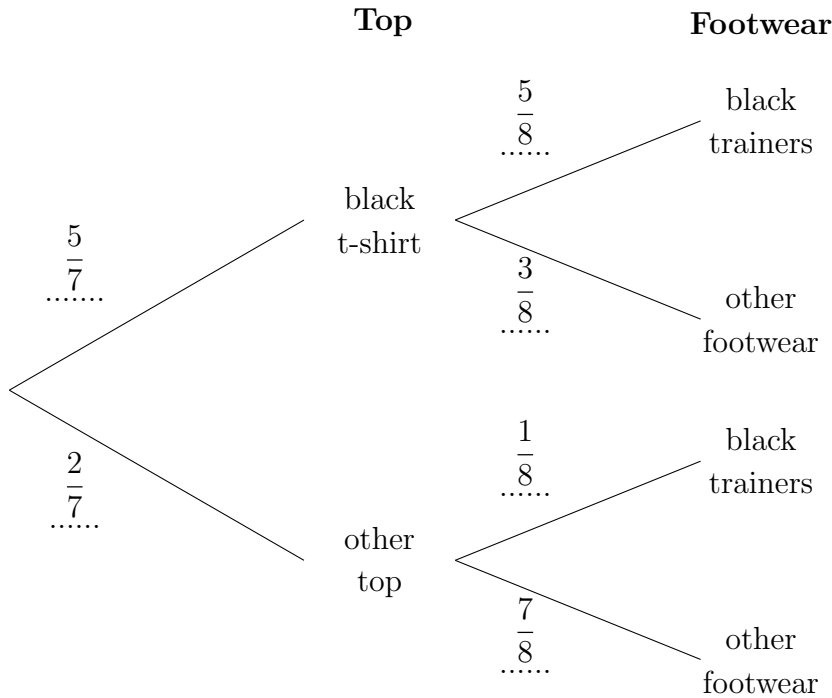 Top
Footwear
5/8
......
black
trainers
black
t-shirt
5/7
.......
3/8
......
other
footwear
2/7
......
1/8
......
black
trainers
other
top
7/8
......
other
footwear